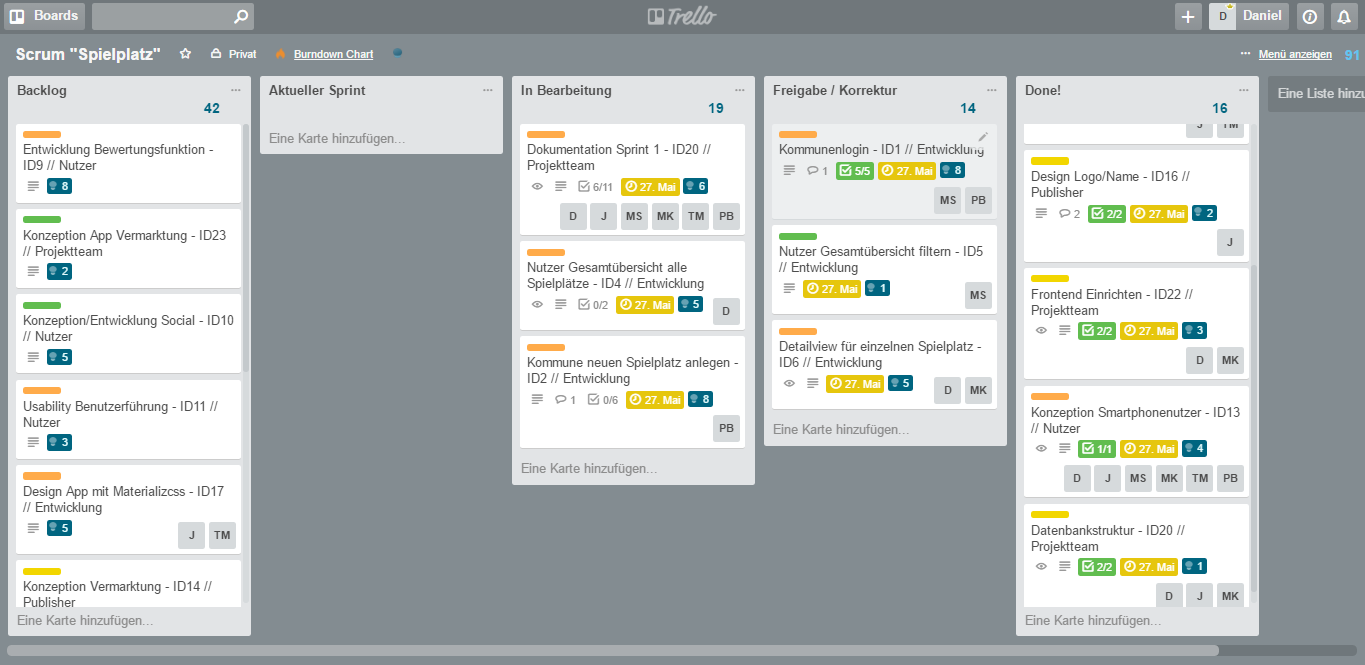 Boards
Trello
D Daniel
Scrum "Spielplatz"
Privat
Burndown Chart
Menü anzeigen
91
Backlog
42
Entwicklung Bewertungsfunktion -
ID9 // Nutzer
8
Konzeption App Vermarktung - ID23
// Projektteam
2
Konzeption/Entwicklung Social - ID10
// Nutzer
5
Usability Benutzerführung - ID11 //
Nutzer
3
Design App mit Materializcss - ID17
// Entwicklung
5
J TM
Konzeption Vermarktung - ID14 //
Publisher
Eine Karte hinzufügen...
Aktueller Sprint
Eine Karte hinzufügen...
In Bearbeitung
19
Dokumentation Sprint 1 - ID20 //
Projektteam
6/11 27. Mai 6
D J MS MK TM PB
Nutzer Gesamtübersicht alle
Spielplätze - ID4 // Entwicklung
0/2 27. Mai 5
D
Kommune neuen Spielplatz anlegen -
ID2 // Entwicklung
1 0/6 27. Mai 8
PB
Eine Karte hinzufügen...
Freigabe / Korrektur
14
Kommunenlogin - ID1 // Entwicklung
1 5/5 27. Mai 8
MS PB
Nutzer Gesamtübersicht filtern - ID5
// Entwicklung
27. Mai 1
MS
Detailview für einzelnen Spielplatz -
ID6 // Entwicklung
27. Mai 5
D MK
Eine Karte hinzufügen...
Done!
16
J TM
Design Logo/Name - ID16 //
Publisher
2 2/2 27. Mai 2
J
Frontend Einrichten - ID22 //
Projektteam
2/2 27. Mai 3
D MK
Konzeption Smartphonenutzer - ID13
// Nutzer
1/1 27. Mai 4
D J MS MK TM PB
Datenbankstruktur - ID20 //
Projektteam
2/2 27. Mai 1
D J MK
Eine Karte hinzufügen...
Eine Liste hinzu